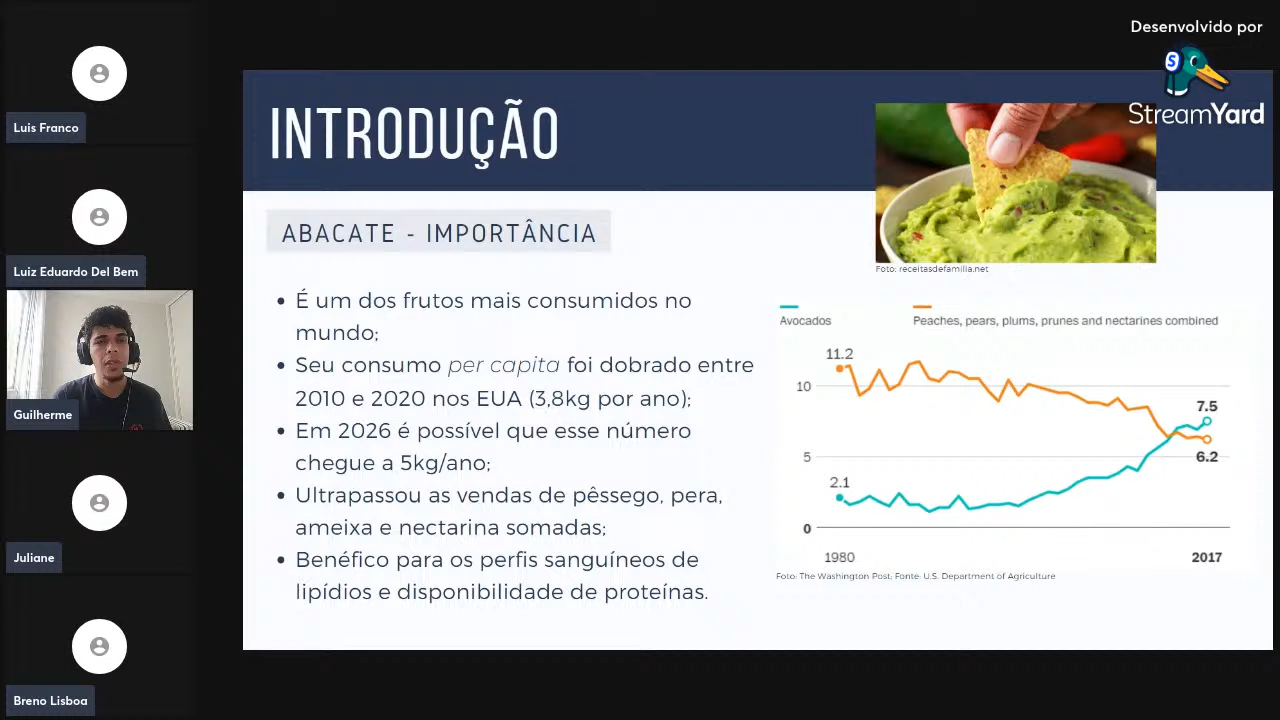 Desenvolvido por
StreamYard
Luis Franco
Luiz Eduardo Del Bem
Guilherme
Juliane
Breno Lisboa
INTRODUÇÃO
ABACATE - IMPORTÂNCIA
• É um dos frutos mais consumidos no
mundo;
• Seu consumo per capita foi dobrado entre
2010 e 2020 nos EUA (3,8kg por ano);
• Em 2026 é possível que esse número
chegue a 5kg/ano;
• Ultrapassou as vendas de pêssego, pera,
ameixa e nectarina somadas;
• Benéfico para os perfis sanguíneos de
lipídios e disponibilidade de proteínas.
Foto: receitasdefamilia.net
Avocados
Peaches, pears, plums, prunes and nectarines combined
11.2
10
7.5
5
6.2
2.1
0
1980
2017
Foto: The Washington Post; Fonte: U.S. Department of Agriculture